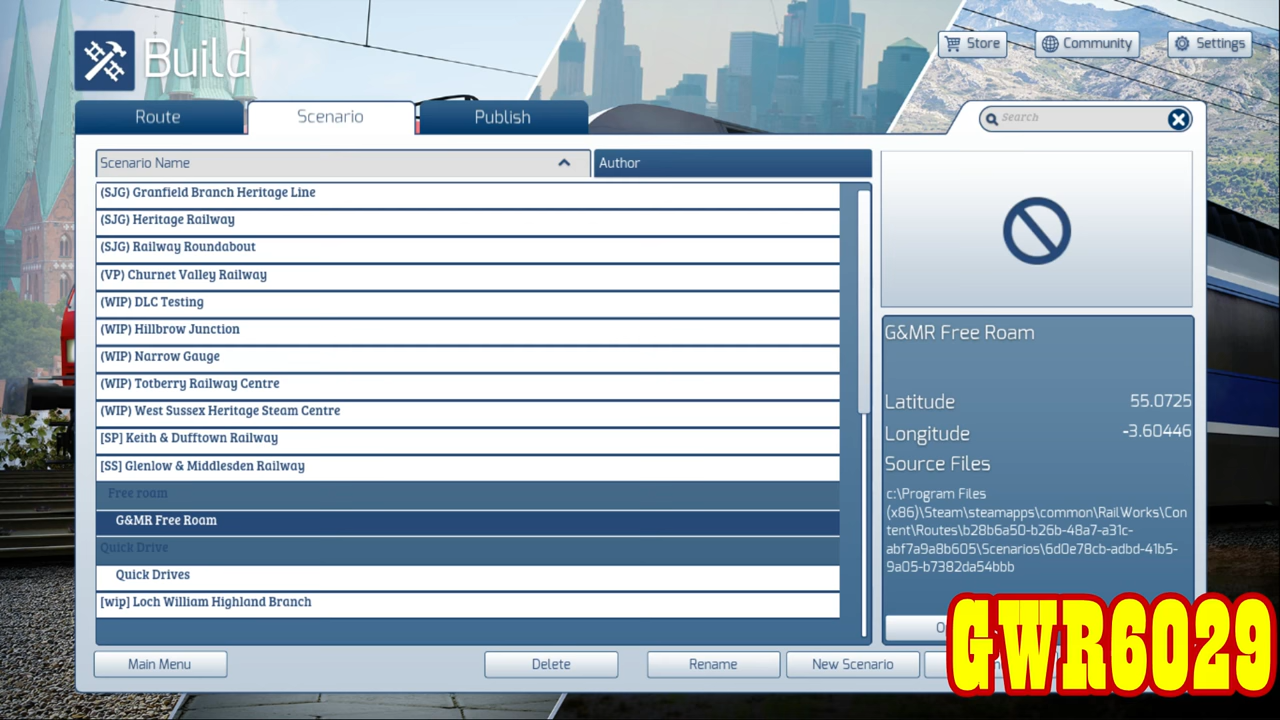 Build
Store
Community
Settings
Route
Scenario
Publish
Search
Scenario Name
Author
(SJG) Granfield Branch Heritage Line
(SJG) Heritage Railway
(SJG) Railway Roundabout
(VP) Churnet Valley Railway
(WIP) DLC Testing
(WIP) Hillbrow Junction
(WIP) Narrow Gauge
(WIP) Totberry Railway Centre
(WIP) West Sussex Heritage Steam Centre
[SP] Keith & Dufftown Railway
[SS] Glenlow & Middlesden Railway
Free roam
G&MR Free Roam
Quick Drive
Quick Drives
[wip] Loch William Highland Branch
G&MR Free Roam
Latitude 55.0725
Longitude -3.60446
Source Files
c:\Program Files
(x86)\Steam\steamapps\common\RailWorks\Con
tent\Routes\b28b6a50-b26b-48a7-a31c-
abf7a9a8b605\Scenarios\6d0e78cb-adbd-41b5-
9a05-b7382da54bbb
Main Menu
Delete
Rename
New Scenario
GWR6029